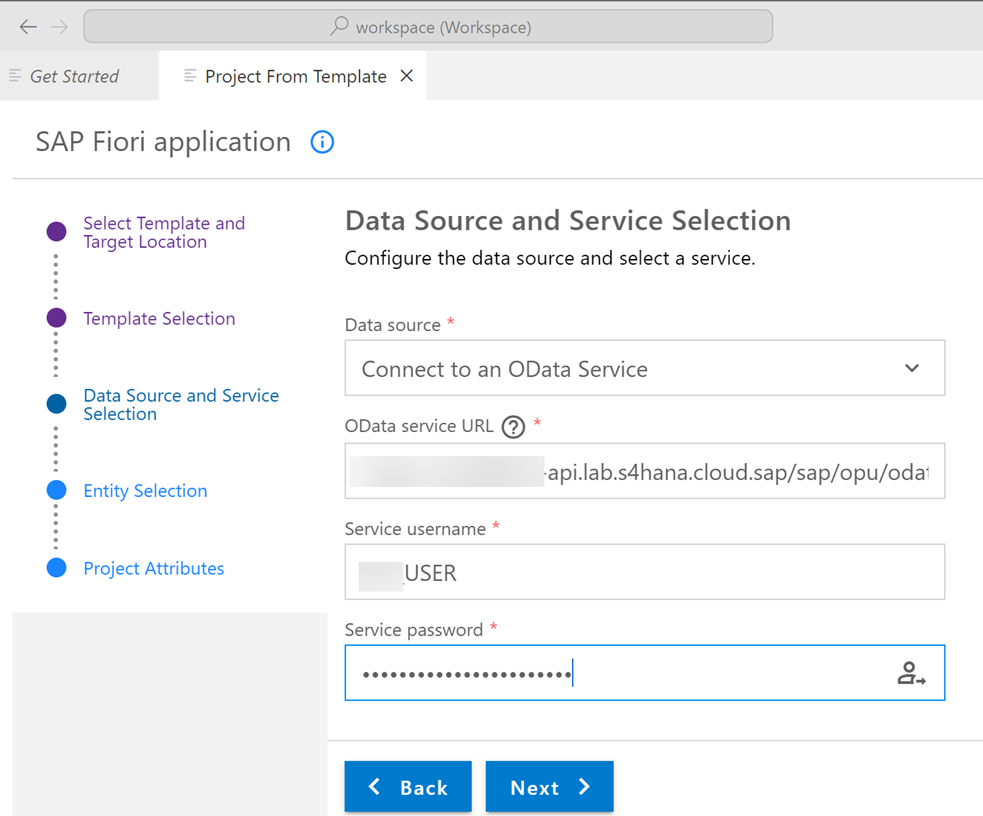 workspace (Workspace)
Get Started
Project From Template
SAP Fiori application
Select Template and
Target Location
Template Selection
Data Source and Service
Selection
Entity Selection
Project Attributes
Data Source and Service Selection
Configure the data source and select a service.
Data source *
Connect to an OData Service
OData service URL ? *
-api.lab.s4hana.cloud.sap/sap/opu/odat
Service username *
_USER
Service password *
•••••••••••••••••••••••
Back
Next